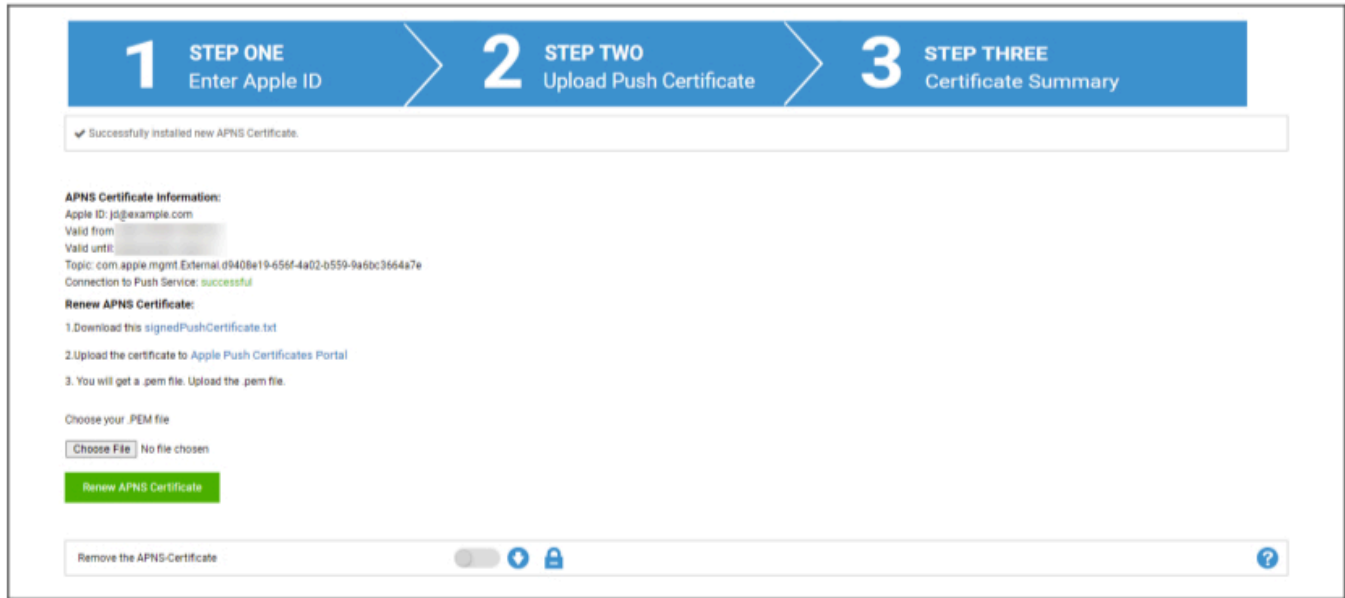 1 STEP ONE
Enter Apple ID
2 STEP TWO
Upload Push Certificate
3 STEP THREE
Certificate Summary
Successfully installed new APNS Certificate.
APNS Certificate Information:
Apple ID: jd@example.com
Valid from
Valid until:
Topic: com.apple.mgmt.External.d9408e19-656f-4a02-b559-9a6bc3664a7e
Connection to Push Service: successful
Renew APNS Certificate:
1.Download this signedPushCertificate.txt
2.Upload the certificate to Apple Push Certificates Portal
3. You will get a .pem file. Upload the .pem file.
Choose your .PEM file
Choose File No file chosen
Renew APNS Certificate
Remove the APNS-Certificate
?